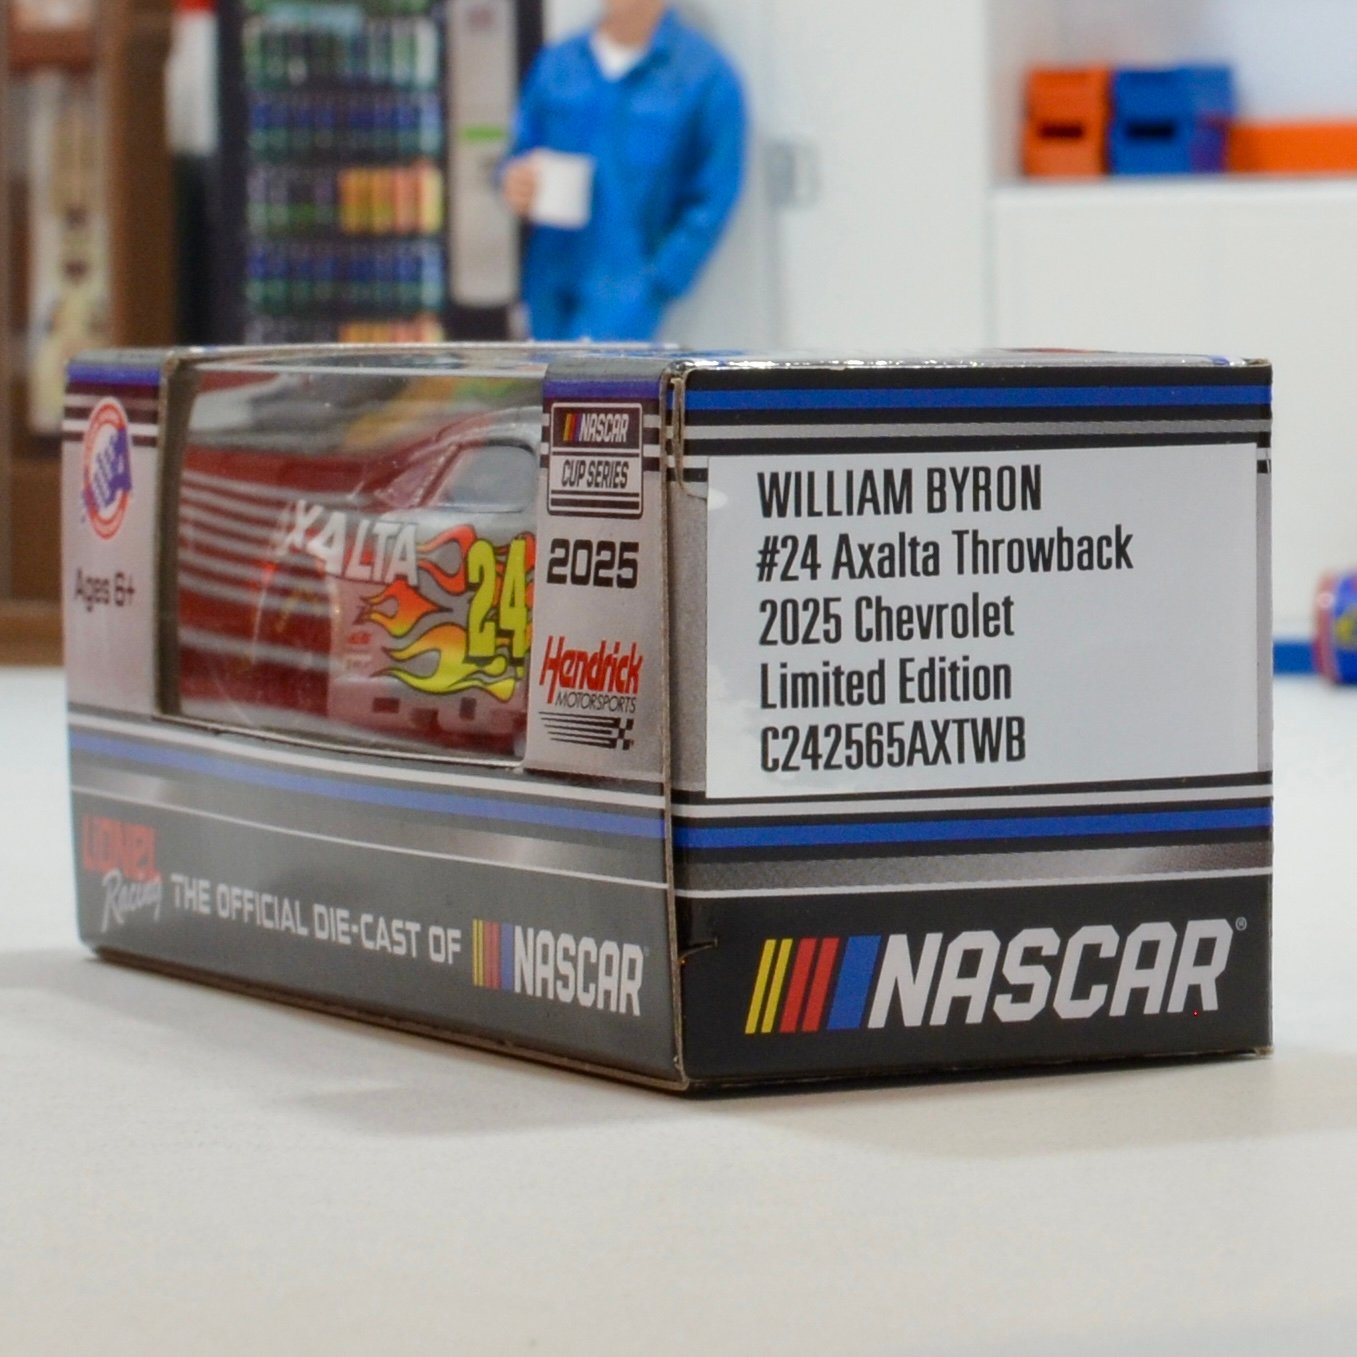 Ages 6+
AXALTA
24
NASCAR
CUP SERIES
2025
Hendrick
MOTORSPORTS
LIONEL
Racing
THE OFFICIAL DIE-CAST OF
NASCAR
WILLIAM BYRON
#24 Axalta Throwback
2025 Chevrolet
Limited Edition
C242565AXTWB
NASCAR®